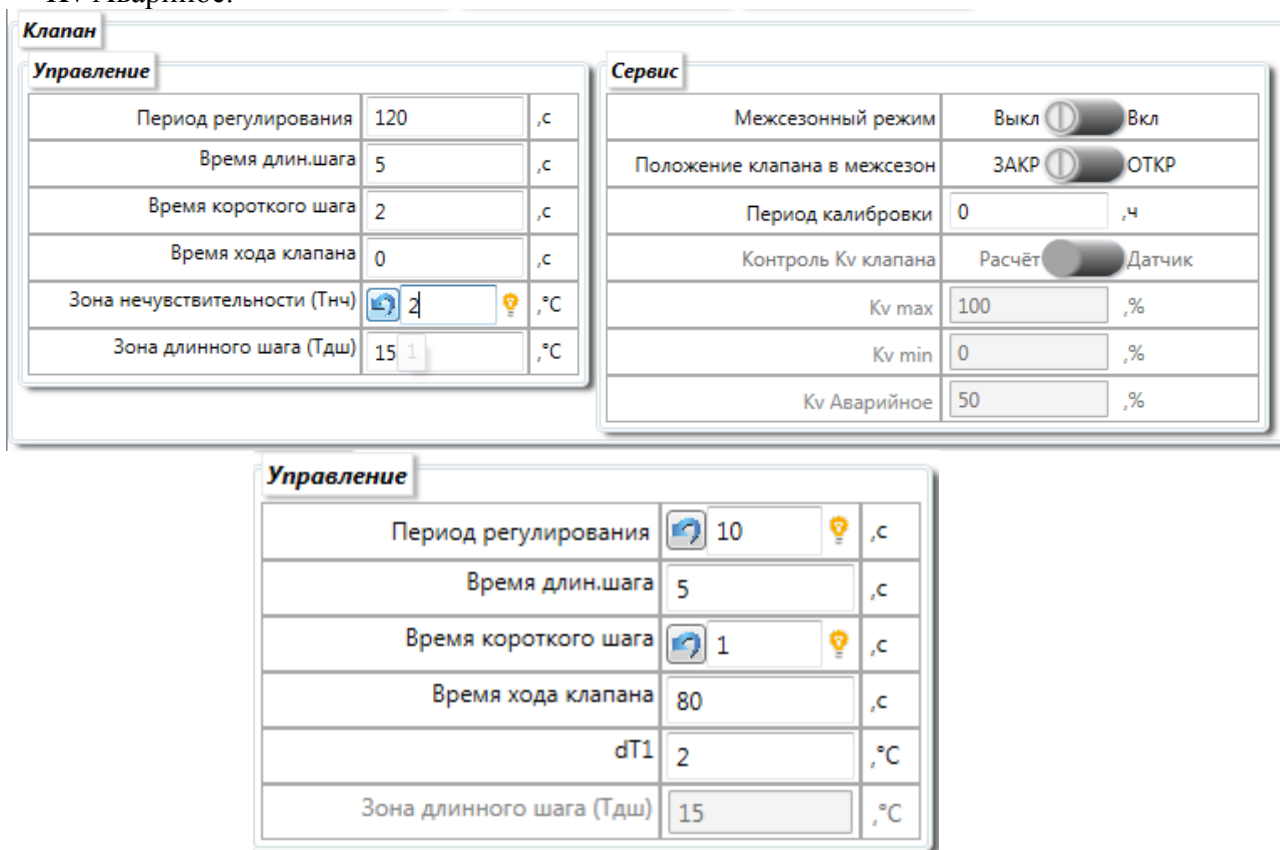 Kv Аварийное.
Клапан
Управление
Период регулирования 120 ,с
Время длин.шага 5 ,с
Время короткого шага 2 ,с
Время хода клапана 0 ,с
Зона нечувствительности (Тнч) 2 ,°C
Зона длинного шага (Тдш) 15 1 ,°C
Сервис
Межсезонный режим Выкл Вкл
Положение клапана в межсезон ЗАКР ОТКР
Период калибровки 0 ,ч
Контроль Kv клапана Расчёт Датчик
Kv max 100 ,%
Kv min 0 ,%
Kv Аварийное 50 ,%
Управление
Период регулирования 10 ,с
Время длин.шага 5 ,с
Время короткого шага 1 ,с
Время хода клапана 80 ,с
dT1 2 ,°C
Зона длинного шага (Тдш) 15 ,°C